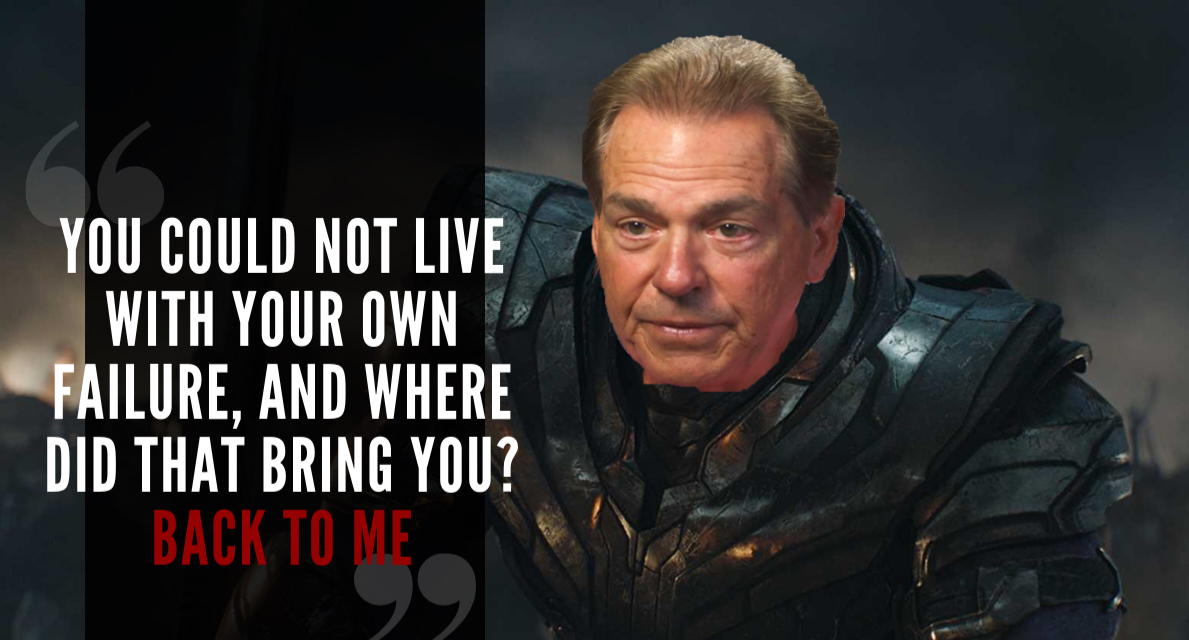 YOU COULD NOT LIVE
WITH YOUR OWN
FAILURE, AND WHERE
DID THAT BRING YOU?
BACK TO ME